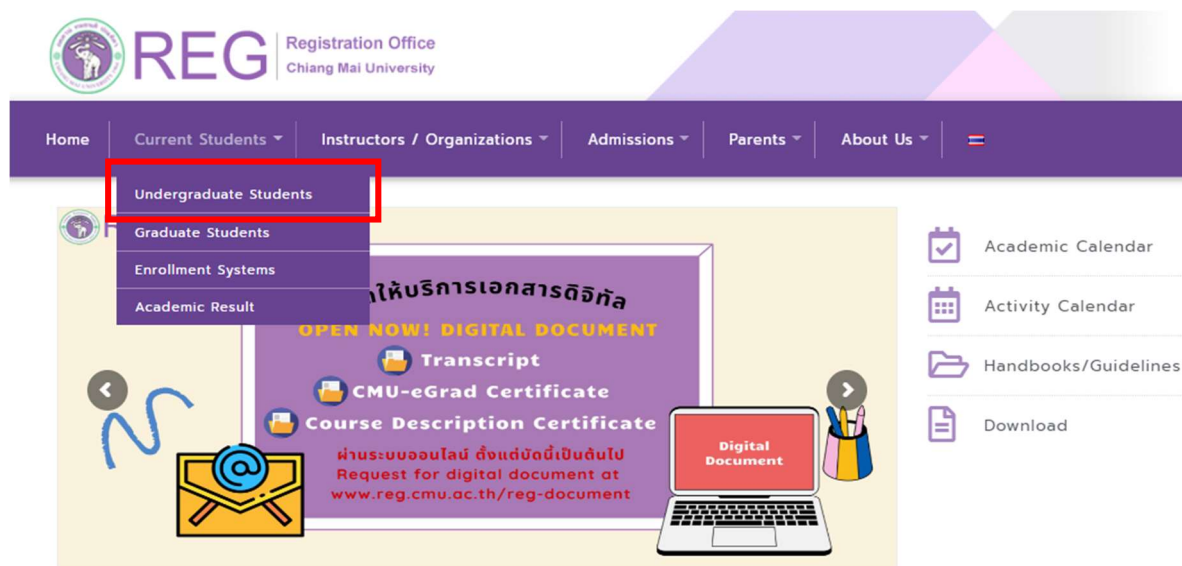 REG
Registration Office
Chiang Mai University
Home
Current Students
Instructors / Organizations
Admissions
Parents
About Us
Undergraduate Students
Graduate Students
Enrollment Systems
Academic Result
ให้บริการเอกสารดิจิทัล
OPEN NOW! DIGITAL DOCUMENT
Transcript
CMU-eGrad Certificate
Course Description Certificate
ผ่านระบบออนไลน์ ตั้งแต่บัดนี้เป็นต้นไป
Request for digital document at
www.reg.cmu.ac.th/reg-document
Digital
Document
Academic Calendar
Activity Calendar
Handbooks/Guidelines
Download